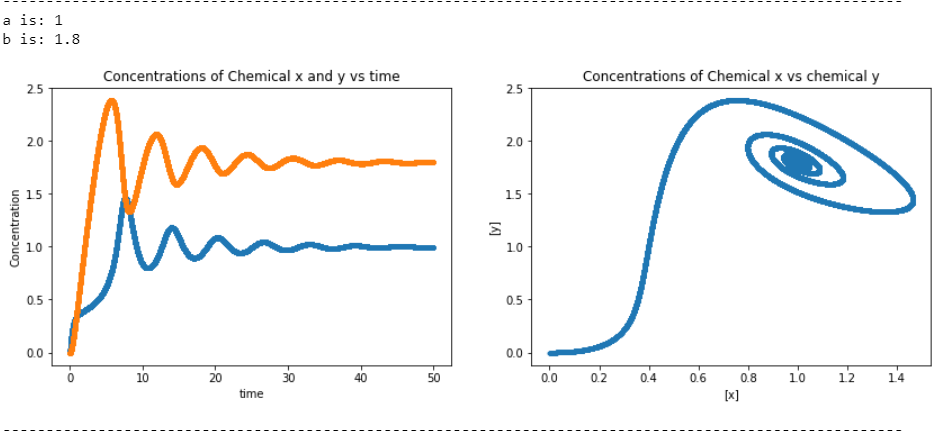 a is: 1
b is: 1.8
Concentrations of Chemical x and y vs time
Concentration
2.5
2.0
1.5
1.0
0.5
0.0
0 10 20 30 40 50
time
Concentrations of Chemical x vs chemical y
[y]
2.5
2.0
1.5
1.0
0.5
0.0
0.0 0.2 0.4 0.6 0.8 1.0 1.2 1.4
[x]